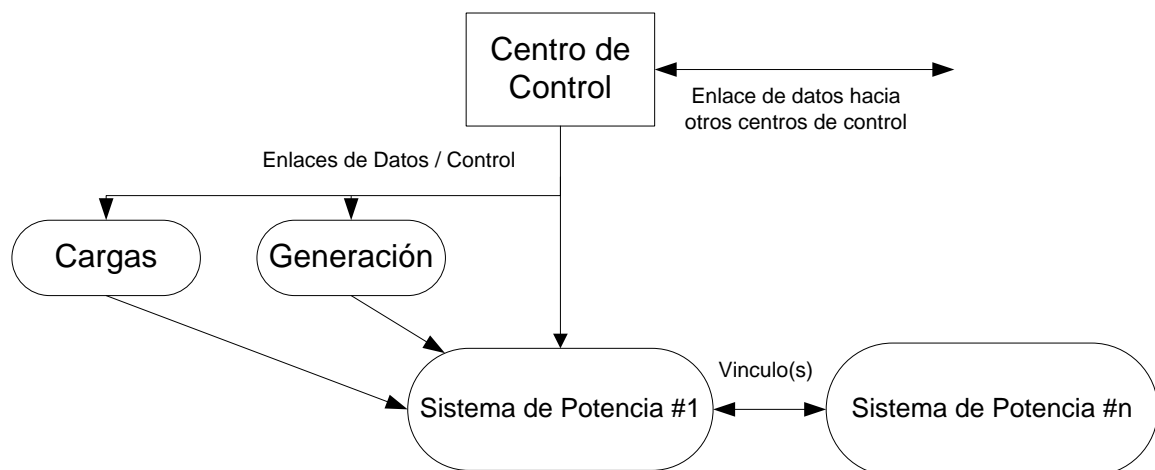 Centro de
Control
Enlace de datos hacia
otros centros de control
Enlaces de Datos / Control
Cargas
Generación
Vinculo(s)
Sistema de Potencia #1
Sistema de Potencia #n